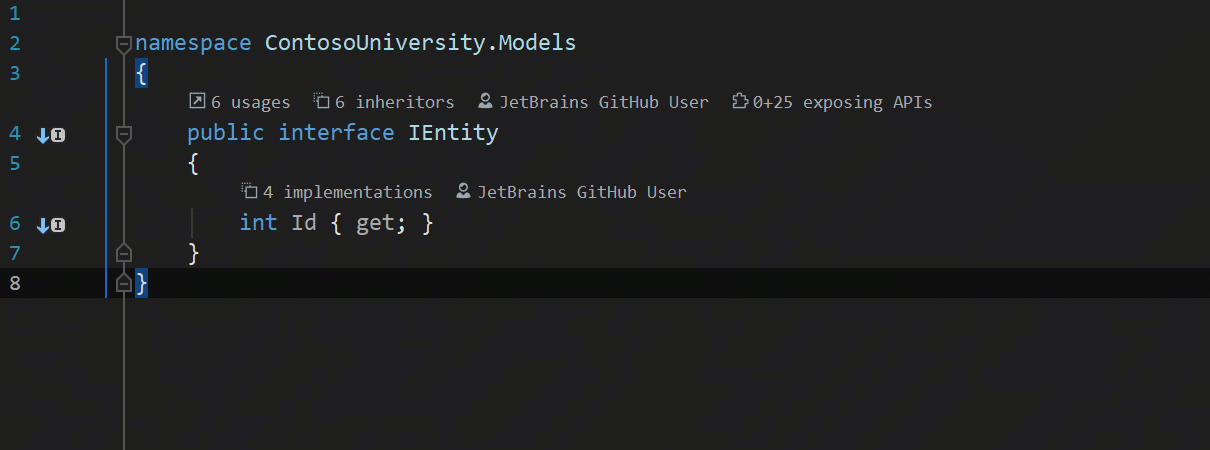 1
2 namespace ContosoUniversity.Models
3 {
6 usages 6 inheritors JetBrains GitHub User 0+25 exposing APIs
4 I public interface IEntity
5 {
4 implementations JetBrains GitHub User
6 I int Id { get; }
7 }
8 }